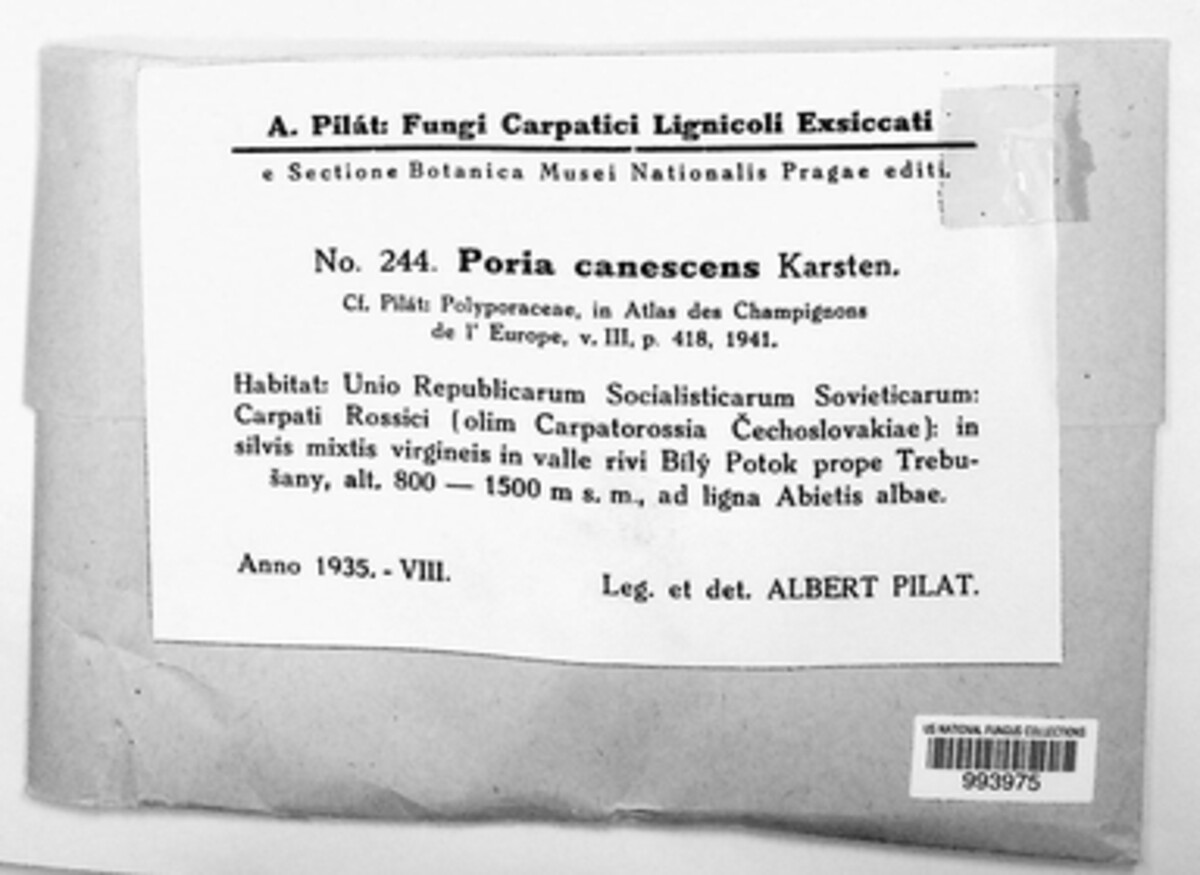 A. Pilát: Fungi Carpatici Lignicoli Exsiccati
e Sectione Botanica Musei Nationalis Pragae editi.
No. 244. Poria canescens Karsten.
Cf. Pilát: Polyporaceae, in Atlas des Champignons
de l' Europe, v. III, p. 418, 1941.
Habitat: Unio Republicarum Socialisticarum Sovieticarum:
Carpati Rossici (olim Carpatorossia Čechoslovakiae): in
silvis mixtis virgineis in valle rivi Bílý Potok prope Trebu-
šany, alt. 800 — 1500 m s. m., ad ligna Abietis albae.
Anno 1935. - VIII.
Leg. et det. ALBERT PILAT.
US NATIONAL FUNGUS COLLECTIONS
993975